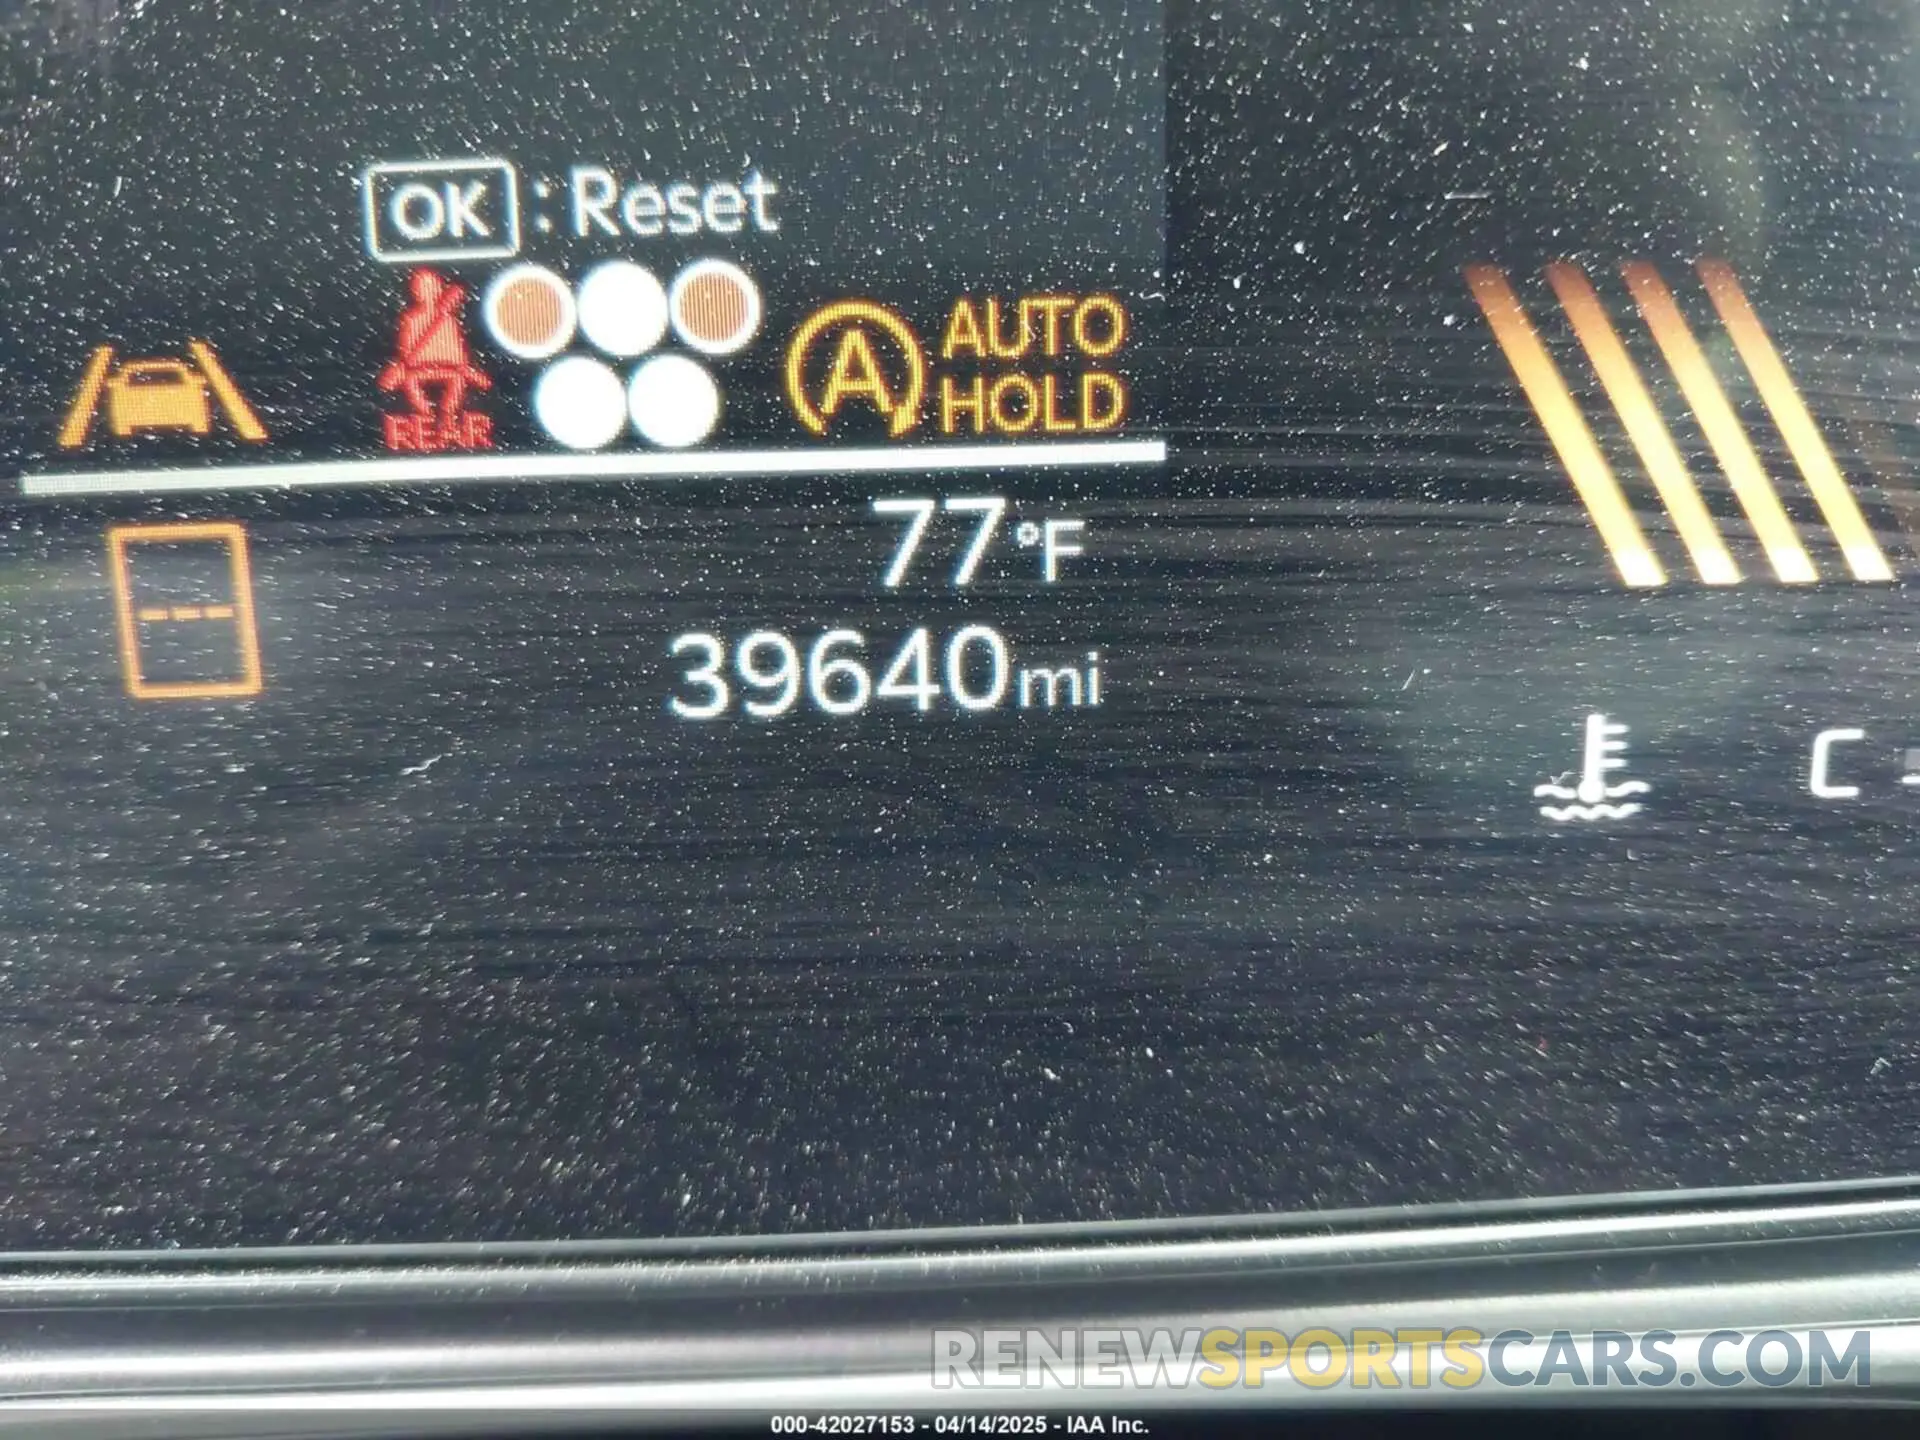 OK : Reset
REAR
A
AUTO
HOLD
77°F
39640mi
C
RENEWSPORTSCARS.COM
000-42027153 - 04/14/2025 - IAA Inc.